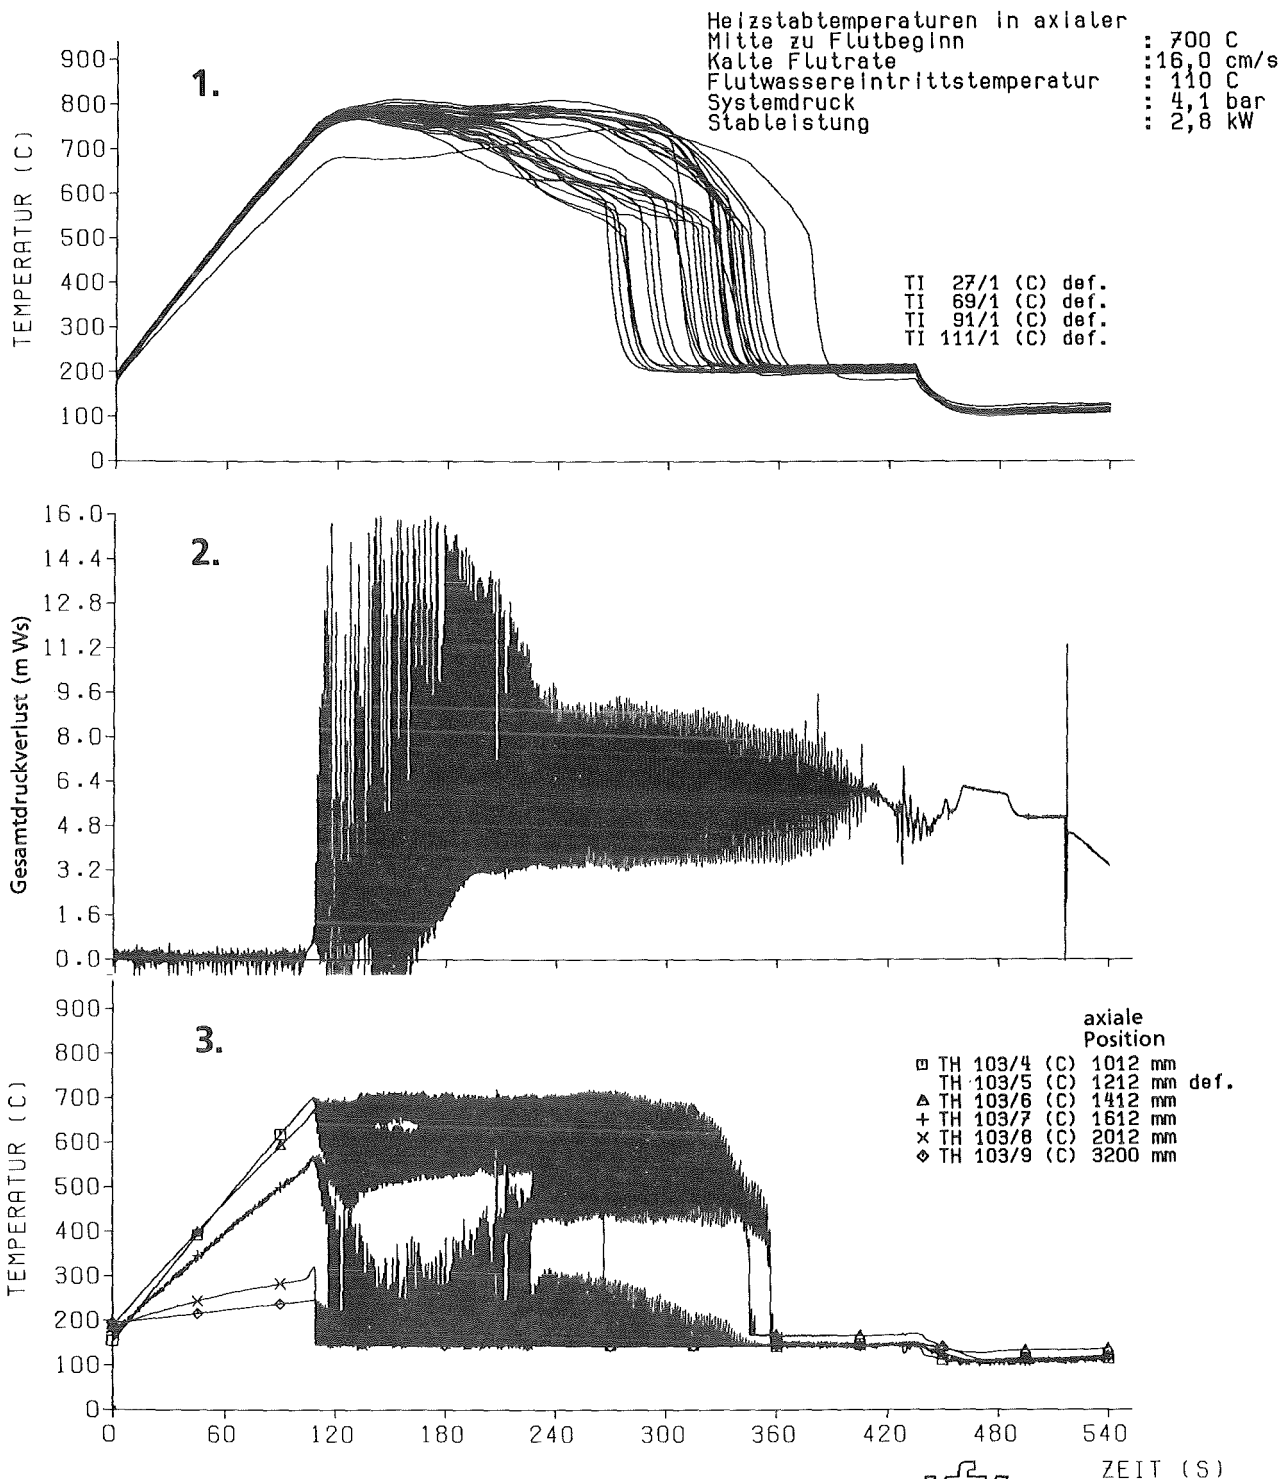 Heizstabtemperaturen in axialer
Mitte zu Flutbeginn : 700 C
Kalte Flutrate :16,0 cm/s
Flutwassereintrittstemperatur : 110 C
Systemdruck : 4,1 bar
Stableistung : 2,8 kW
1.
TEMPERATUR (C)
900
800
700
600
500
400
300
200
100
0
TI 27/1 (C) def.
TI 69/1 (C) def.
TI 91/1 (C) def.
TI 111/1 (C) def.
2.
Gesamtdruckverlust (m Ws)
16.0
14.4
12.8
11.2
9.6
8.0
6.4
4.8
3.2
1.6
0.0
3.
TEMPERATUR (C)
900
800
700
600
500
400
300
200
100
0
axiale
Position
TH 103/4 (C) 1012 mm
TH 103/5 (C) 1212 mm def.
TH 103/6 (C) 1412 mm
TH 103/7 (C) 1612 mm
TH 103/8 (C) 2012 mm
TH 103/9 (C) 3200 mm
0 60 120 180 240 300 360 420 480 540
ZEIT (S)